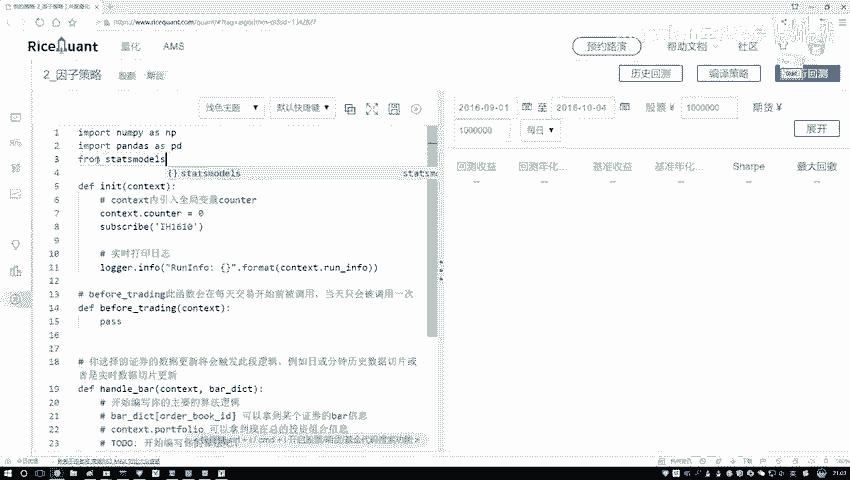 https://www.ricequant.com/quant/
RiceQuant 量化 AMS 预约路演 帮助文档 社区
2_因子策略 股票 期货 历史回测 编译策略 回测
浅色主题 默认快捷键 2016-09-01 至 2016-10-04 股票 ¥ 1000000 期货 ¥
1000000 每日 展开
回测收益 回测年化… 基准收益 基准年化… Sharpe 最大回撤
-- -- -- -- -- --
1 import numpy as np
2 import pandas as pd
3 from statsmodels
4 {} statsmodels statsm
5 def init(context):
6 # context内引入全局变量counter
7 context.counter = 0
8 subscribe('IH1610')
9
10 # 实时打印日志
11 logger.info("RunInfo: {}".format(context.run_info))
12
13 # before_trading此函数会在每天交易开始前被调用，当天只会被调用一次
14 def before_trading(context):
15 pass
16
17
18 # 你选择的证券的数据更新将会触发此段逻辑，例如日或分钟历史数据切片或
者是实时数据切片更新
19 def handle_bar(context, bar_dict):
20 # 开始编写你的主要的算法逻辑
21 # bar_dict[order_book_id] 可以拿到某个证券的bar信息
22 # context.portfolio 可以拿到现在总的投资组合信息
23 # TODO: 开始编写你的
21:07